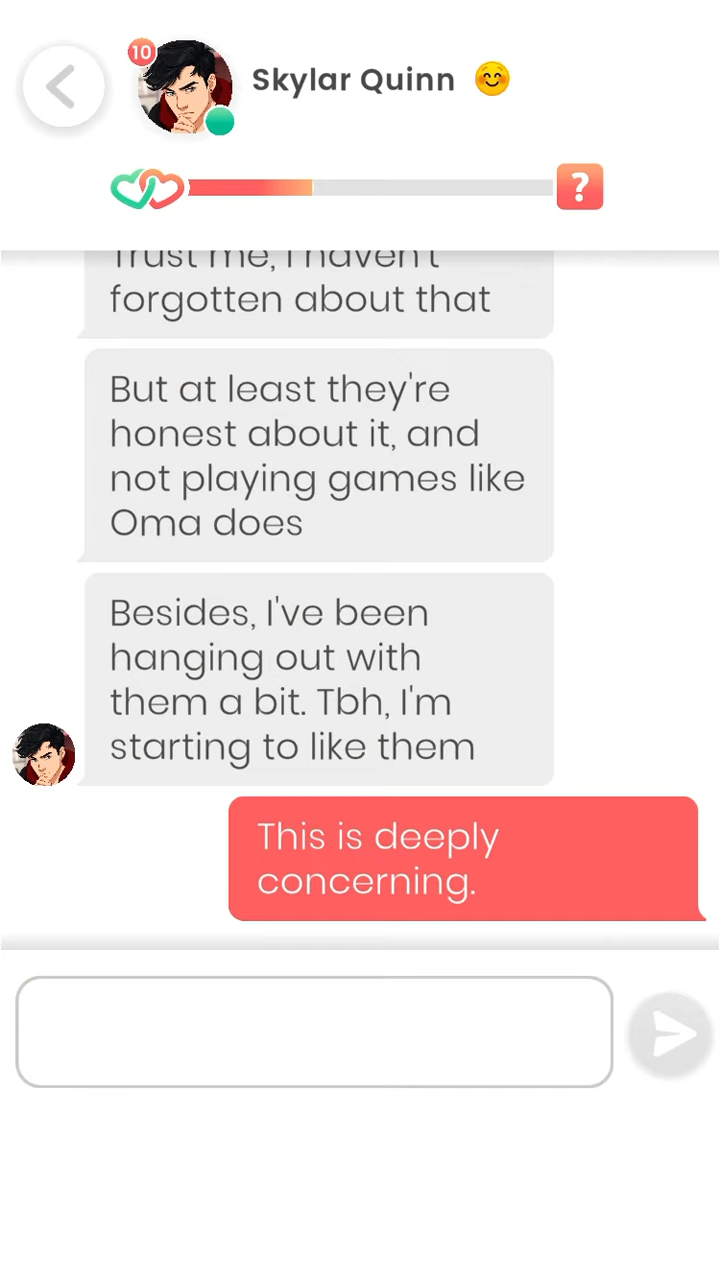 10
Skylar Quinn
?
Trust me, I haven't
forgotten about that
But at least they're
honest about it, and
not playing games like
Oma does
Besides, I've been
hanging out with
them a bit. Tbh, I'm
starting to like them
This is deeply
concerning.